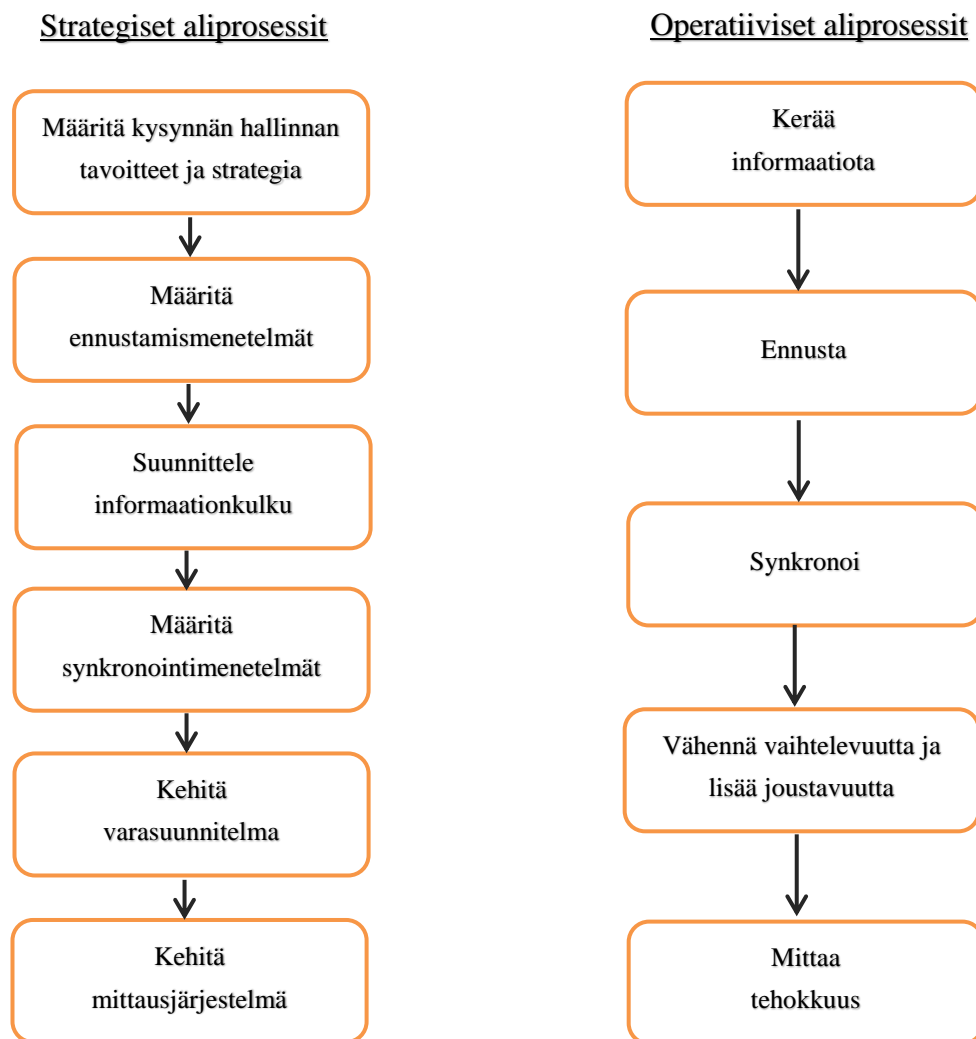 Strategiset aliprosessit
Määritä kysynnän hallinnan
tavoitteet ja strategia
Määritä
ennustamismenetelmät
Suunnittele
informaationkulku
Määritä
synkronointimenetelmät
Kehitä
varasuunnitelma
Kehitä
mittausjärjestelmä
Operatiiviset aliprosessit
Kerää
informaatiota
Ennusta
Synkronoi
Vähennä vaihtelevuutta ja
lisää joustavuutta
Mittaa
tehokkuus